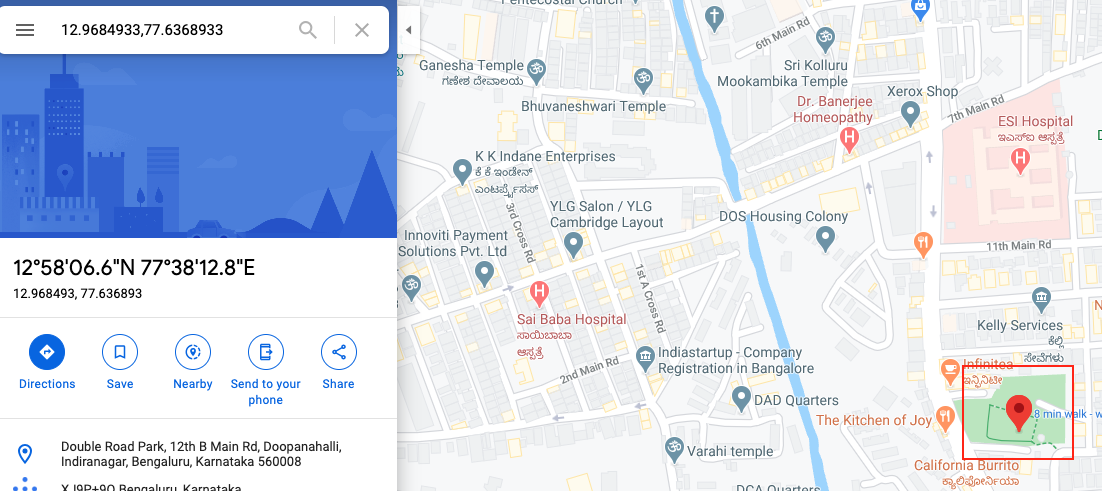 12.9684933,77.6368933
12°58'06.6"N 77°38'12.8"E
12.968493, 77.636893
Directions
Save
Nearby
Send to your
phone
Share
Double Road Park, 12th B Main Rd, Doopanahalli,
Indiranagar, Bengaluru, Karnataka 560008
XJ9P+9Q Bengaluru, Karnataka
Pentecostal Church
6th Main Rd
Ganesha Temple
ಗಣೇಶ ದೇವಾಲಯ
Sri Kolluru
Mookambika Temple
Bhuvaneshwari Temple
Xerox Shop
7th Main Rd
Dr. Banerjee
Homeopathy
ESI Hospital
ಇಎಸ್ಐ ಆಸ್ಪತ್ರೆ
K K Indane Enterprises
ಕೆ ಕೆ ಇಂಡೇನ್
ಎಂಟರ್ಪ್ರೈಸಸ್
3rd Cross Rd
YLG Salon / YLG
Cambridge Layout
DOS Housing Colony
Innoviti Payment
Solutions Pvt. Ltd
11th Main Rd
1st A Cross Rd
Sai Baba Hospital
ಸಾಯಿಬಾಬಾ
ಆಸ್ಪತ್ರೆ
Kelly Services
ಕೆಲ್ಲಿ
ಸೇವೆಗಳು
Indiastartup - Company
Registration in Bangalore
2nd Main Rd
Infinitea
ಇನ್ಫಿನಿಟೀ
DAD Quarters
The Kitchen of Joy
8 min walk - w
Varahi temple
California Burrito
ಕ್ಯಾಲಿಫೋರ್ನಿಯಾ
DCA Quarters